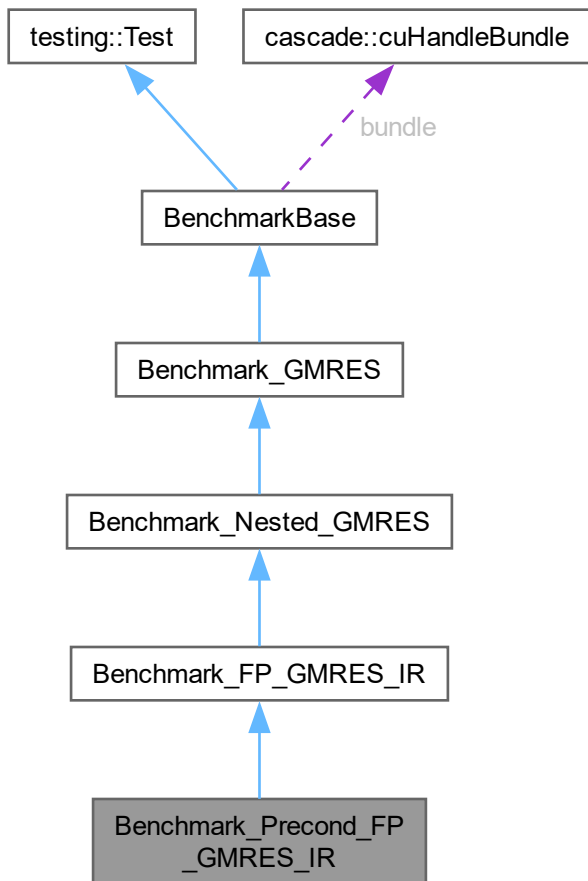 testing::Test
cascade::cuHandleBundle
bundle
BenchmarkBase
Benchmark_GMRES
Benchmark_Nested_GMRES
Benchmark_FP_GMRES_IR
Benchmark_Precond_FP
_GMRES_IR